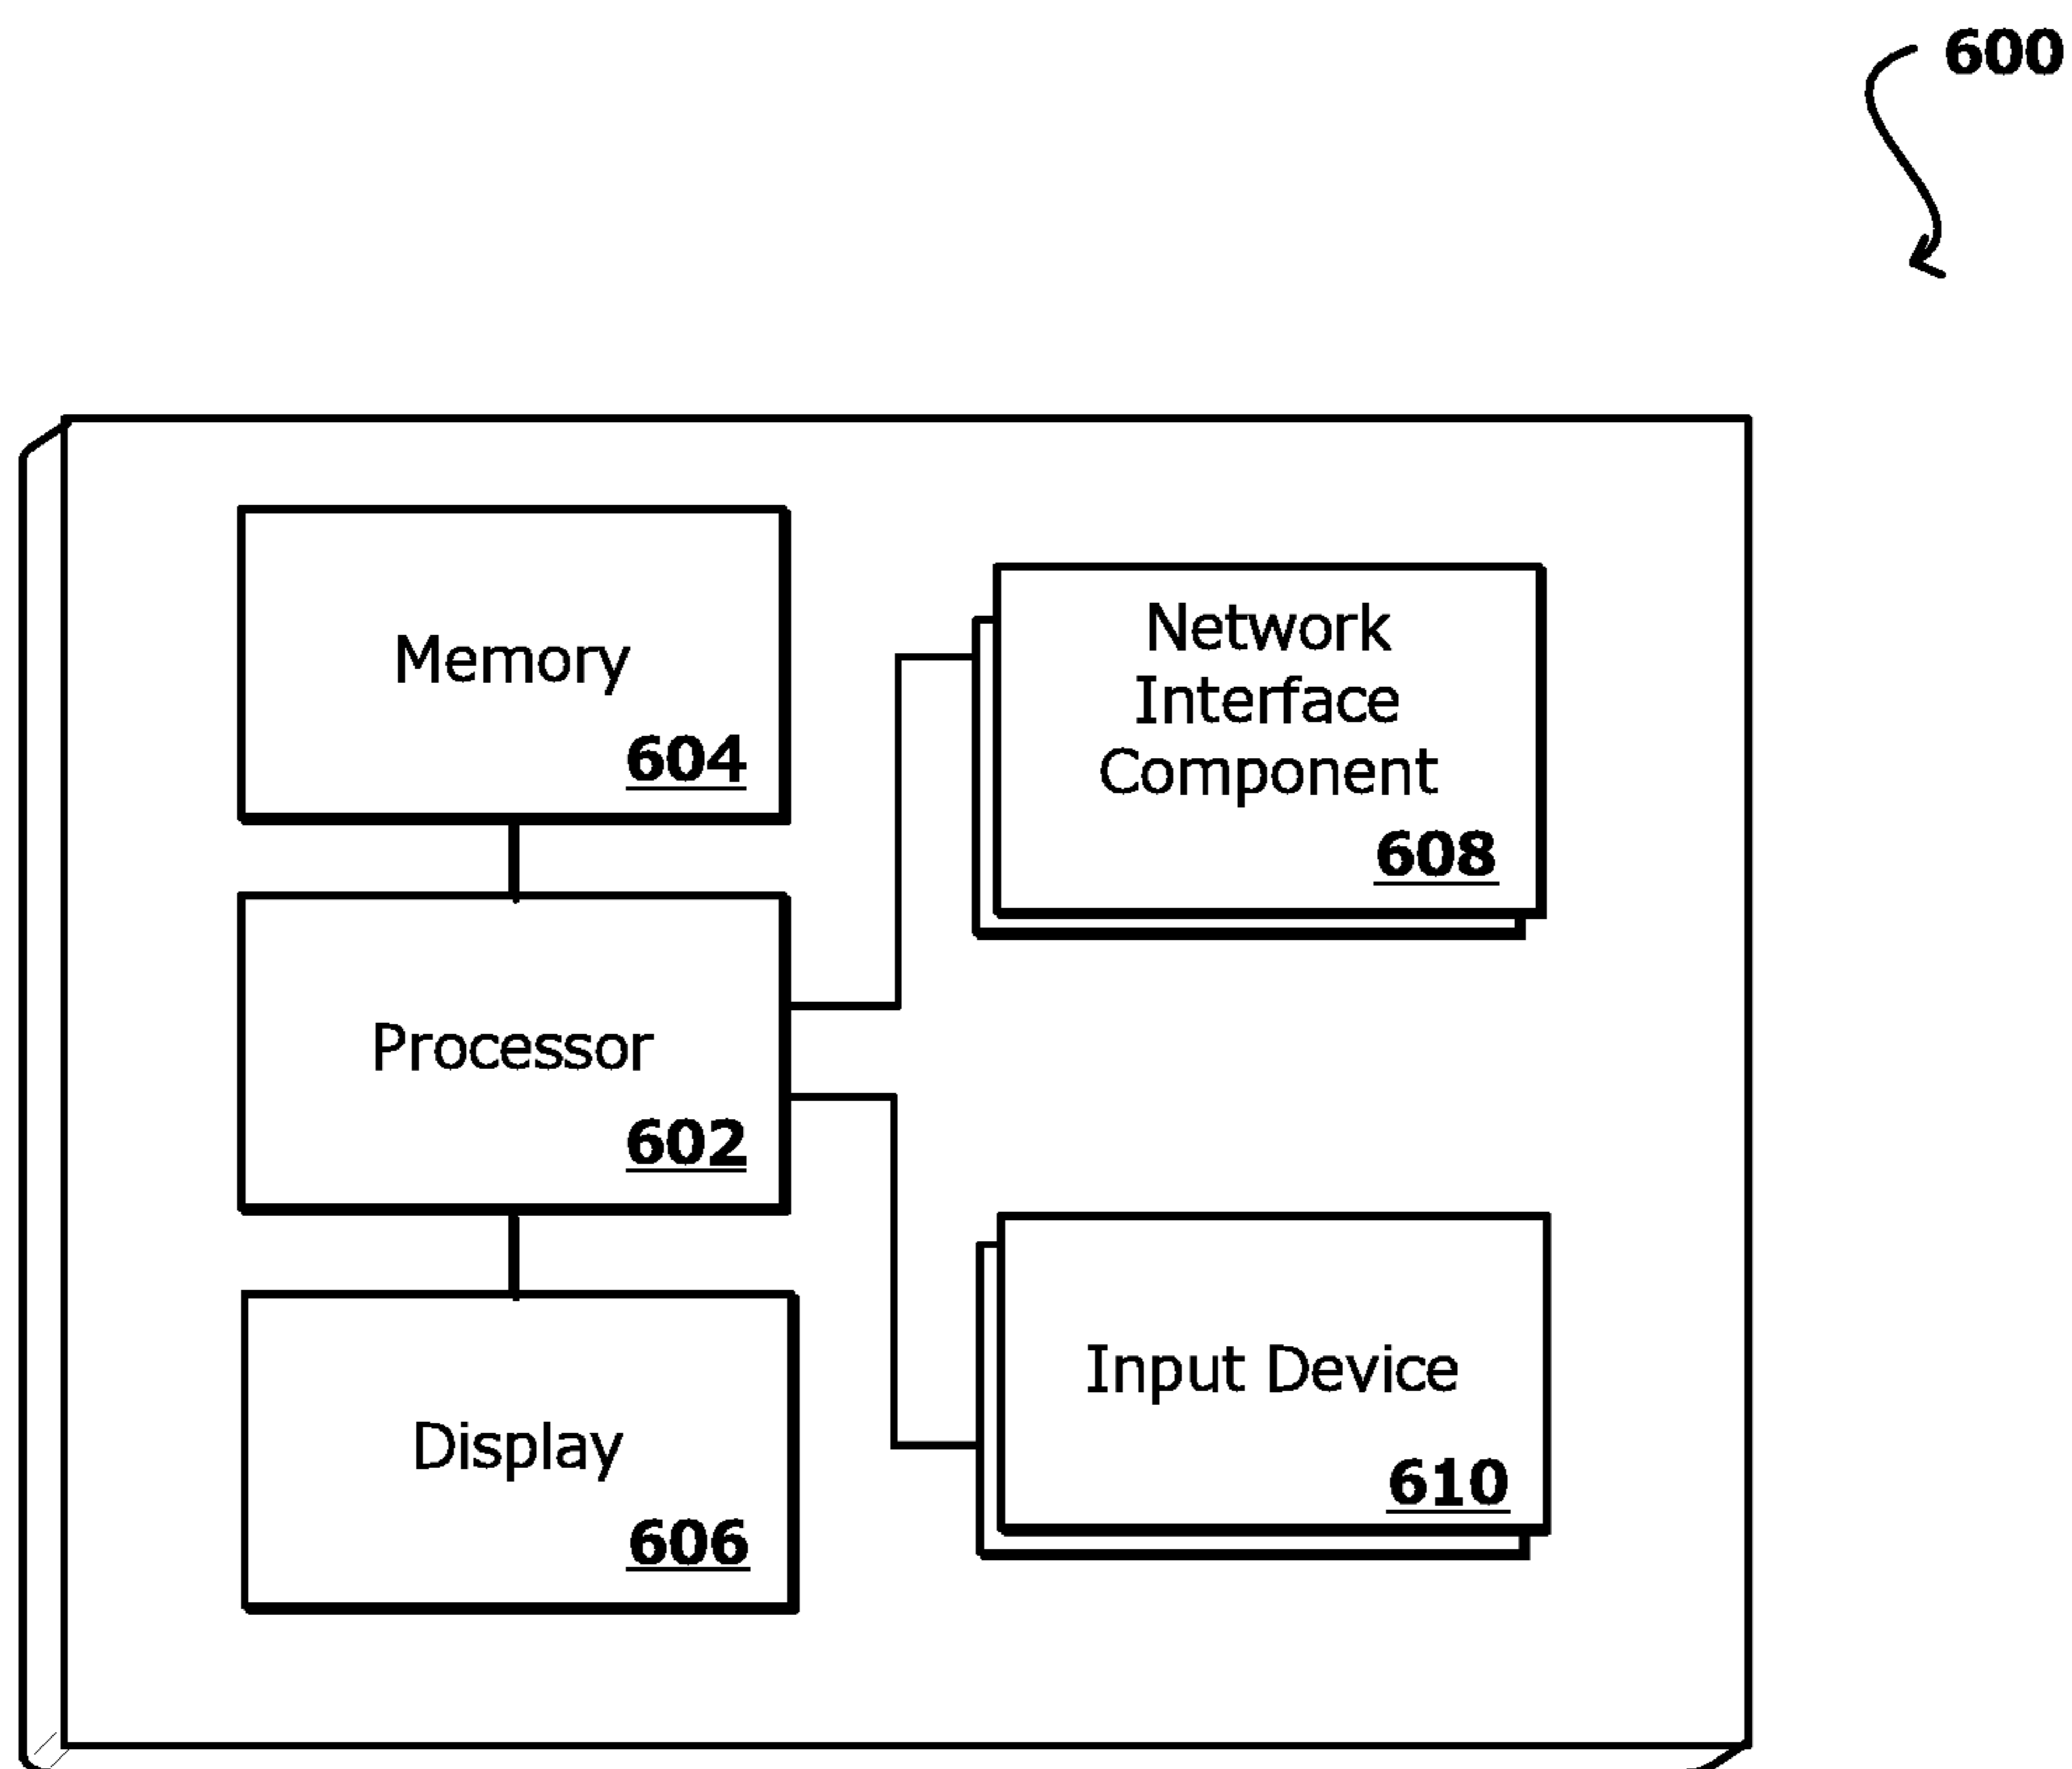 600
Memory
604
Network
Interface
Component
608
Processor
602
Input Device
610
Display
606